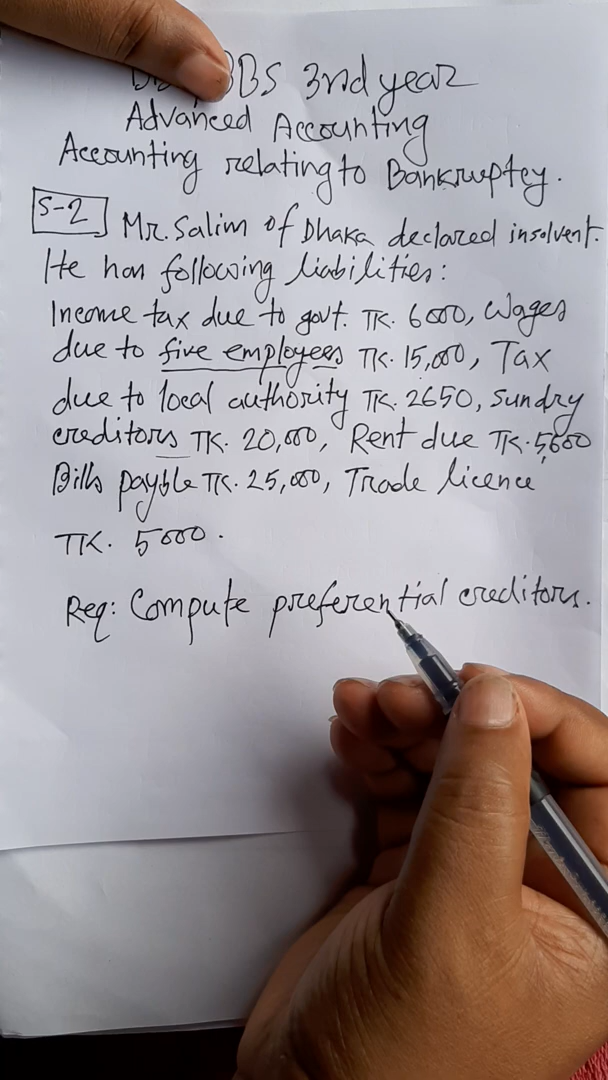 BBS 3rd year
Advanced Accounting
Accounting relating to Bankruptcy.
S-2 Mr. Salim of Dhaka declared insolvent.
He has following liabilities:
Income tax due to govt. TK. 6000, Wages
due to five employees TK. 15,000, Tax
due to local authority TK. 2650, Sundry
creditors TK. 20,000, Rent due TK. 5,000
Bills payble TK. 25,000, Trade licence
TK. 5000.
Req: Compute preferential creditors.